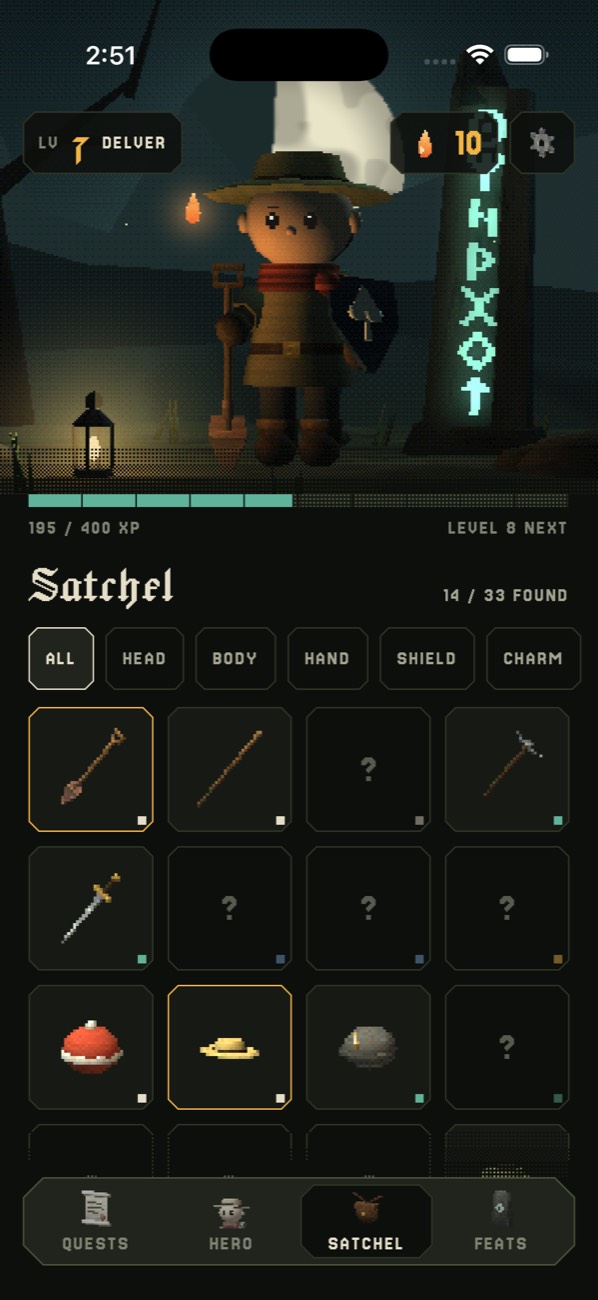 2:51
LV 7 DELVER
10
195 / 400 XP
LEVEL 8 NEXT
Satchel
14 / 33 FOUND
ALL HEAD BODY HAND SHIELD CHARM
?
? ? ?
?
QUESTS HERO SATCHEL FEATS